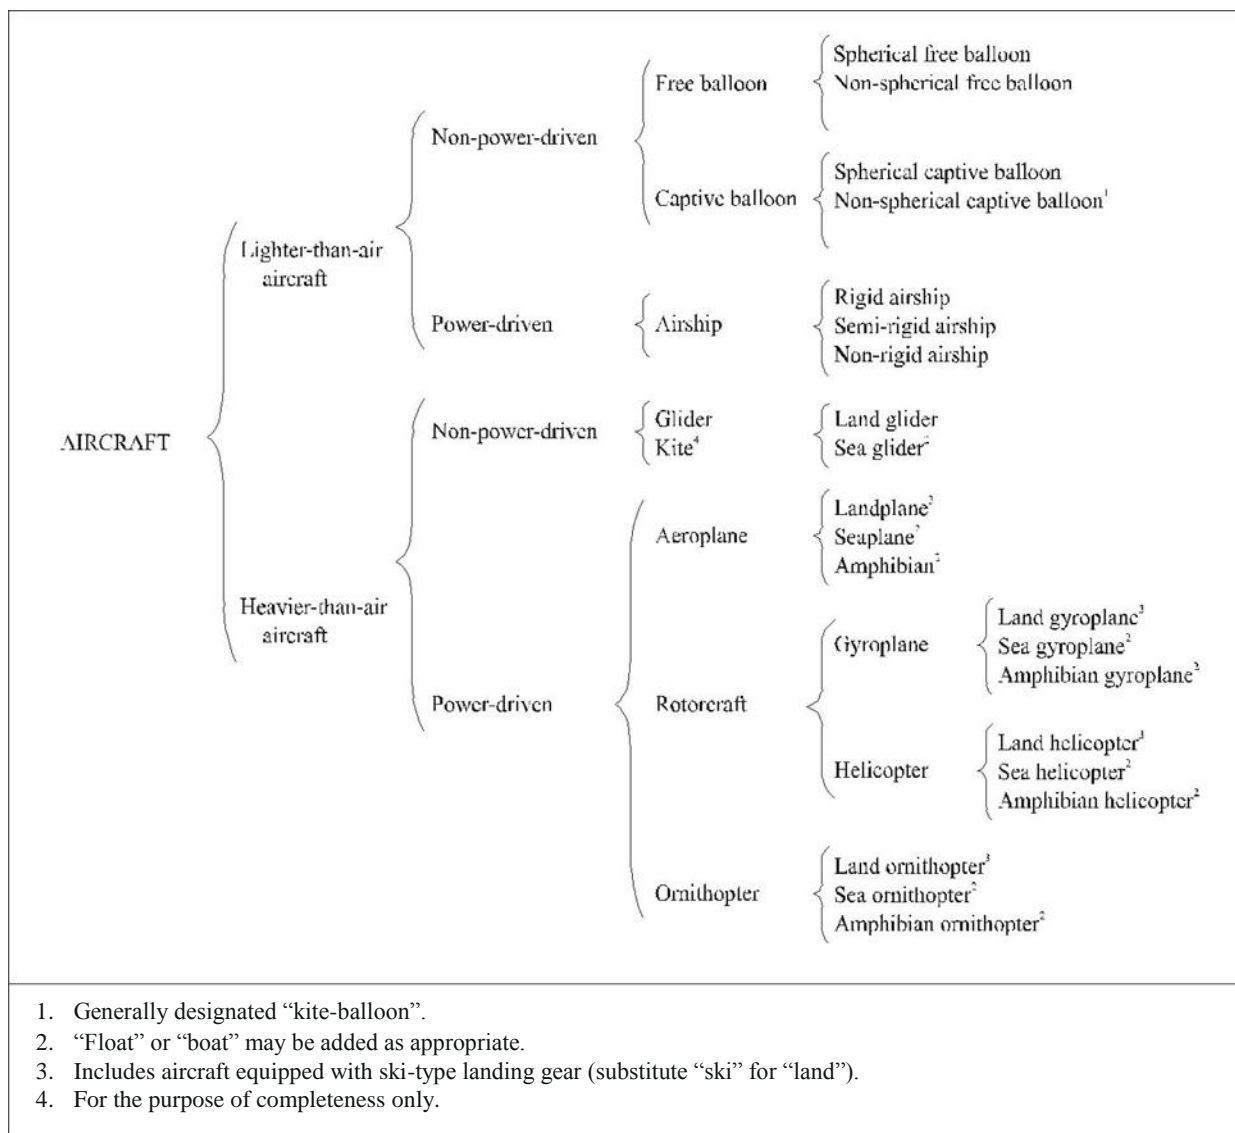 Spherical free balloon
Free balloon
Non-spherical free balloon
Non-power-driven
Spherical captive balloon
Captive balloon
Non-spherical captive balloon¹
Lighter-than-air
aircraft
Rigid airship
Power-driven
Airship
Semi-rigid airship
Non-rigid airship
AIRCRAFT
Non-power-driven
Glider
Land glider
Kite⁴
Sea glider²
Landplane³
Aeroplane
Seaplane²
Amphibian²
Heavier-than-air
aircraft
Land gyroplane³
Gyroplane
Sea gyroplane²
Amphibian gyroplane²
Power-driven
Rotorcraft
Land helicopter³
Helicopter
Sea helicopter²
Amphibian helicopter²
Land ornithopter³
Ornithopter
Sea ornithopter²
Amphibian ornithopter²
1. Generally designated “kite-balloon”.
2. “Float” or “boat” may be added as appropriate.
3. Includes aircraft equipped with ski-type landing gear (substitute “ski” for “land”).
4. For the purpose of completeness only.